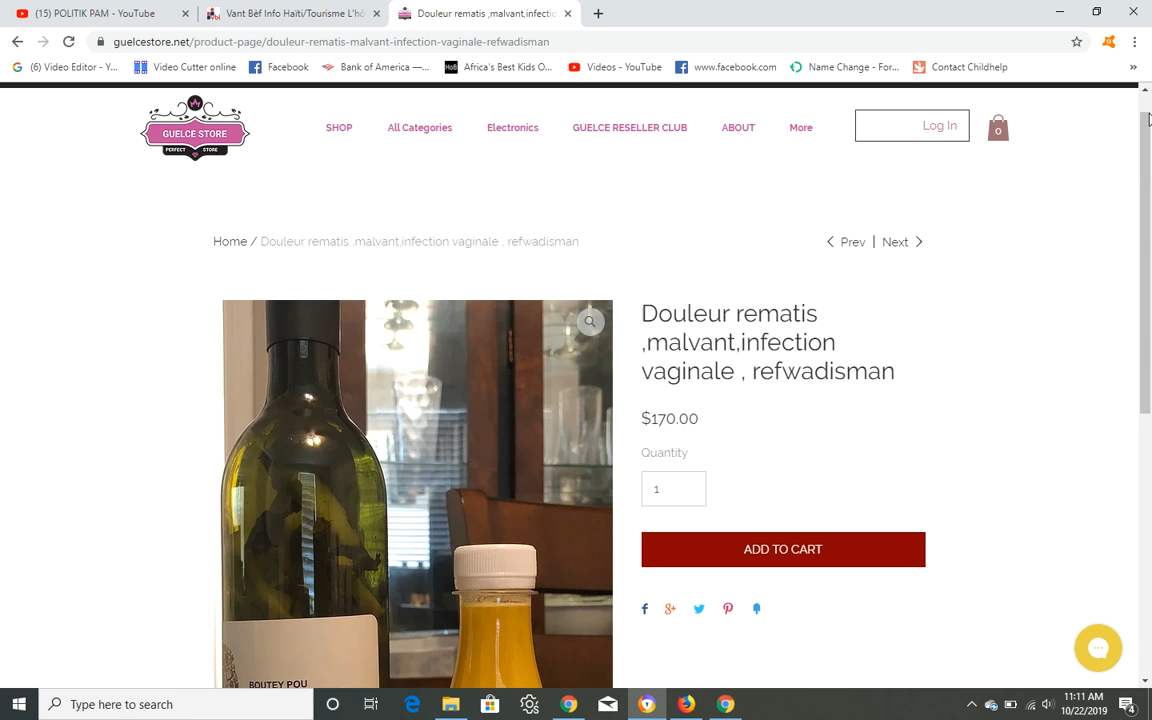 (15) POLITIK PAM - YouTube
Vant Bèf Info Haïti/Tourisme L'hô
Douleur rematis ,malvant,infectio
guelcestore.net/product-page/douleur-rematis-malvant-infection-vaginale-refwadisman
(6) Video Editor - Y...
Video Cutter online
Facebook
Bank of America —...
HoB
Africa's Best Kids O...
Videos - YouTube
www.facebook.com
Name Change - For...
Contact Childhelp
»
GUELCE STORE
PERFECT STORE
SHOP
All Categories
Electronics
GUELCE RESELLER CLUB
ABOUT
More
Log In
0
Home / Douleur rematis ,malvant,infection vaginale , refwadisman
Prev | Next
Douleur rematis
,malvant,infection
vaginale , refwadisman
$170.00
Quantity
1
ADD TO CART
BOUTEY POU
Type here to search
11:11 AM
10/22/2019
4